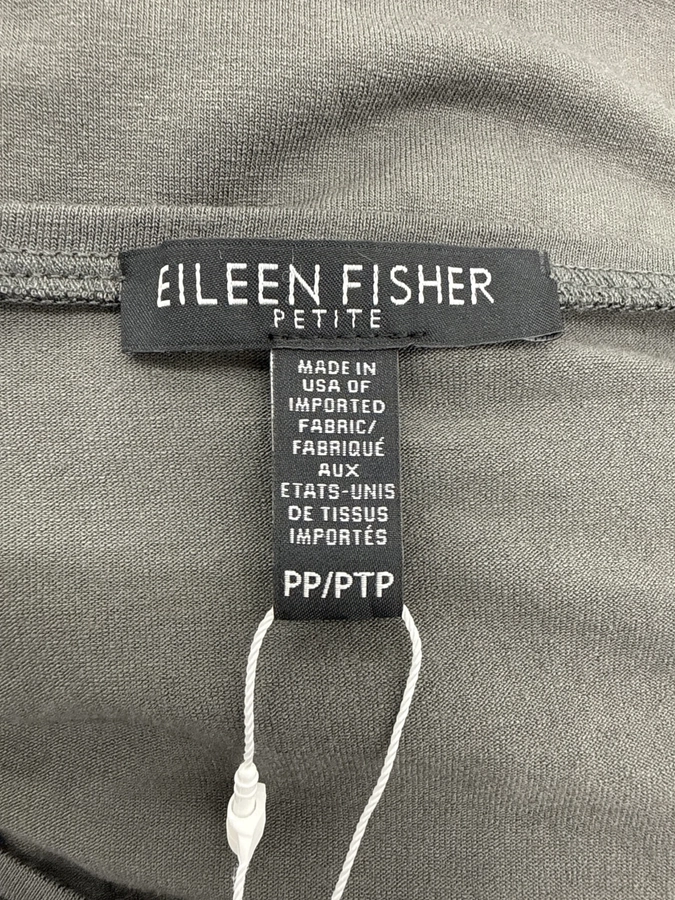 EILEEN FISHER
PETITE
MADE IN
USA OF
IMPORTED
FABRIC/
FABRIQUÉ
AUX
ETATS-UNIS
DE TISSUS
IMPORTÉS
PP/PTP